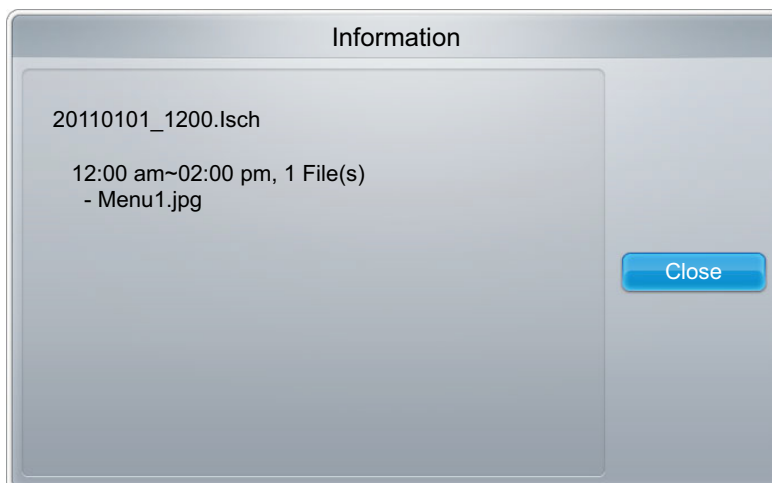 Information
20110101_1200.lsch
12:00 am~02:00 pm, 1 File(s)
- Menu1.jpg
Close